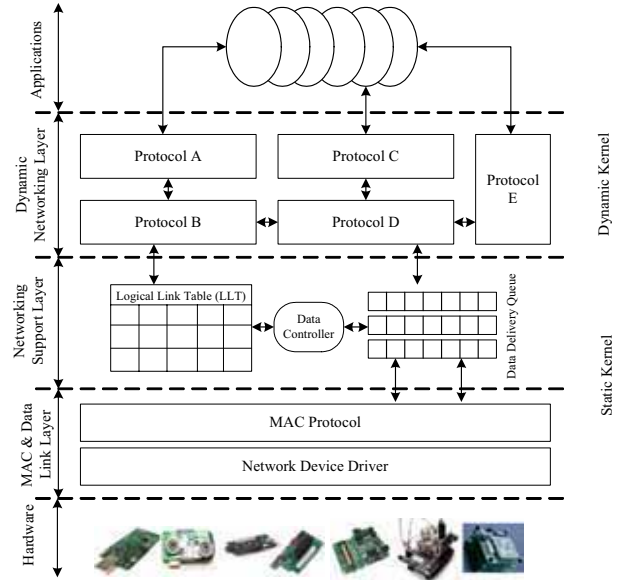 Applications
Dynamic
Networking Layer
Protocol A
Protocol C
Protocol
E
Protocol B
Protocol D
Dynamic Kernel
Networking
Support Layer
Logical Link Table (LLT)
Data
Controller
Data Delivery Queue
Static Kernel
MAC & Data
Link Layer
MAC Protocol
Network Device Driver
Hardware